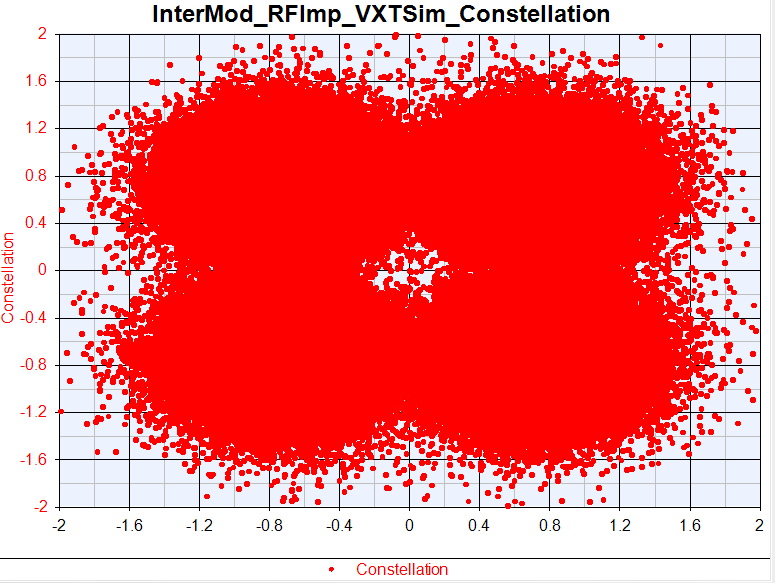 InterMod_RFImp_VXTSim_Constellation
2
1.6
1.2
0.8
0.4
0
-0.4
-0.8
-1.2
-1.6
-2
Constellation
-2 -1.6 -1.2 -0.8 -0.4 0 0.4 0.8 1.2 1.6 2
Constellation